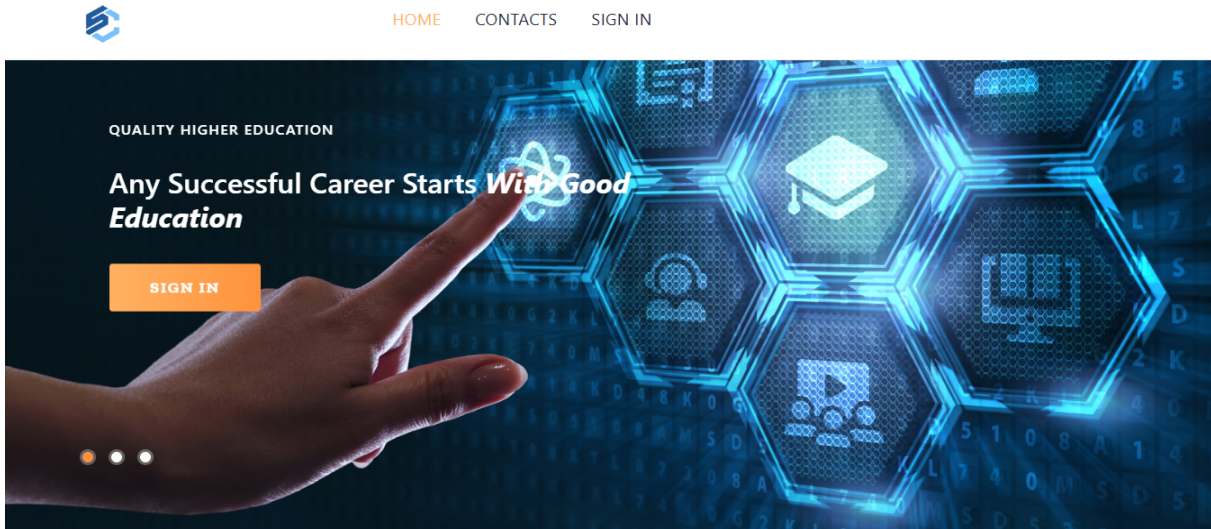 HOME CONTACTS SIGN IN
QUALITY HIGHER EDUCATION
Any Successful Career Starts With Good
Education
SIGN IN